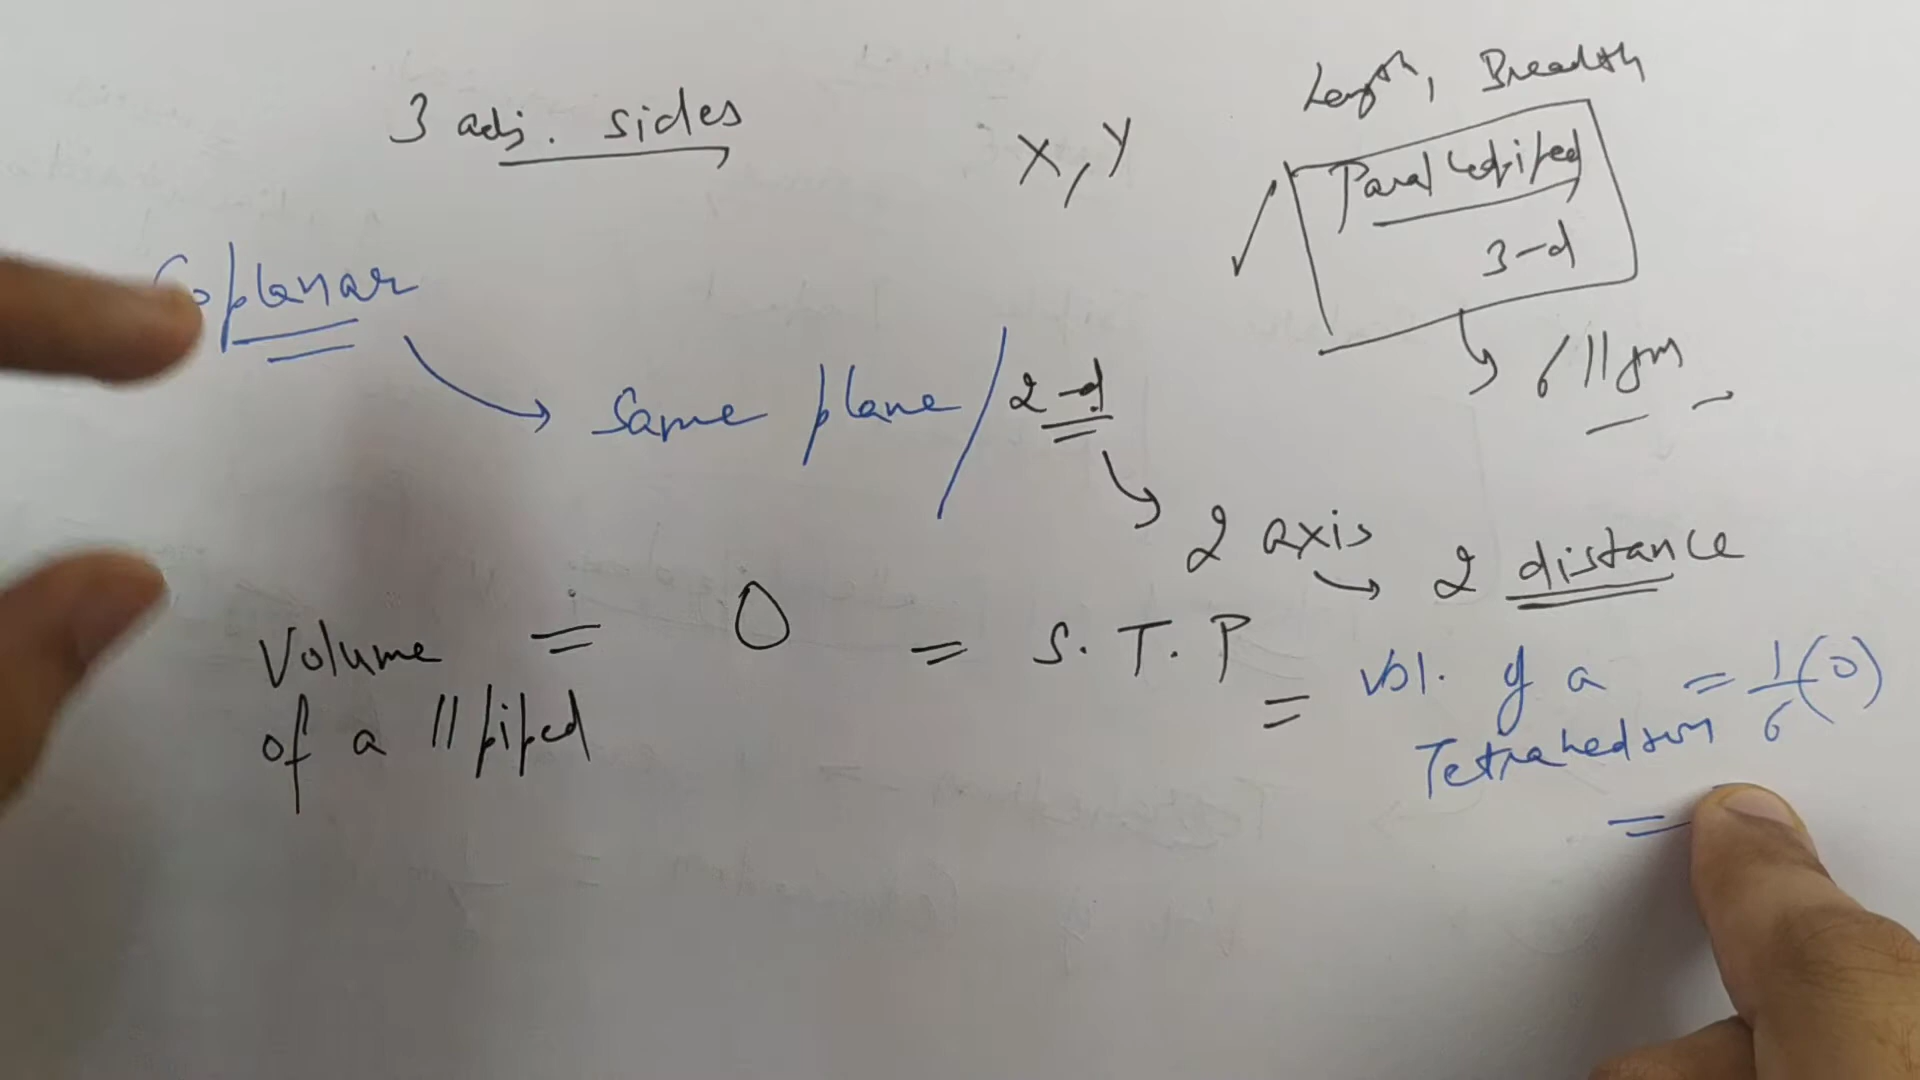 Length, Breadth
3 adj. sides
X, Y
Parallelepiped
3-d
6 ||gm
Coplanar
Same plane / 2-d
2 axis → 2 distance
Volume = 0 = S.T.P = Vol. of a = 1/6 (0)
of a ||piped
Tetrahedron
=